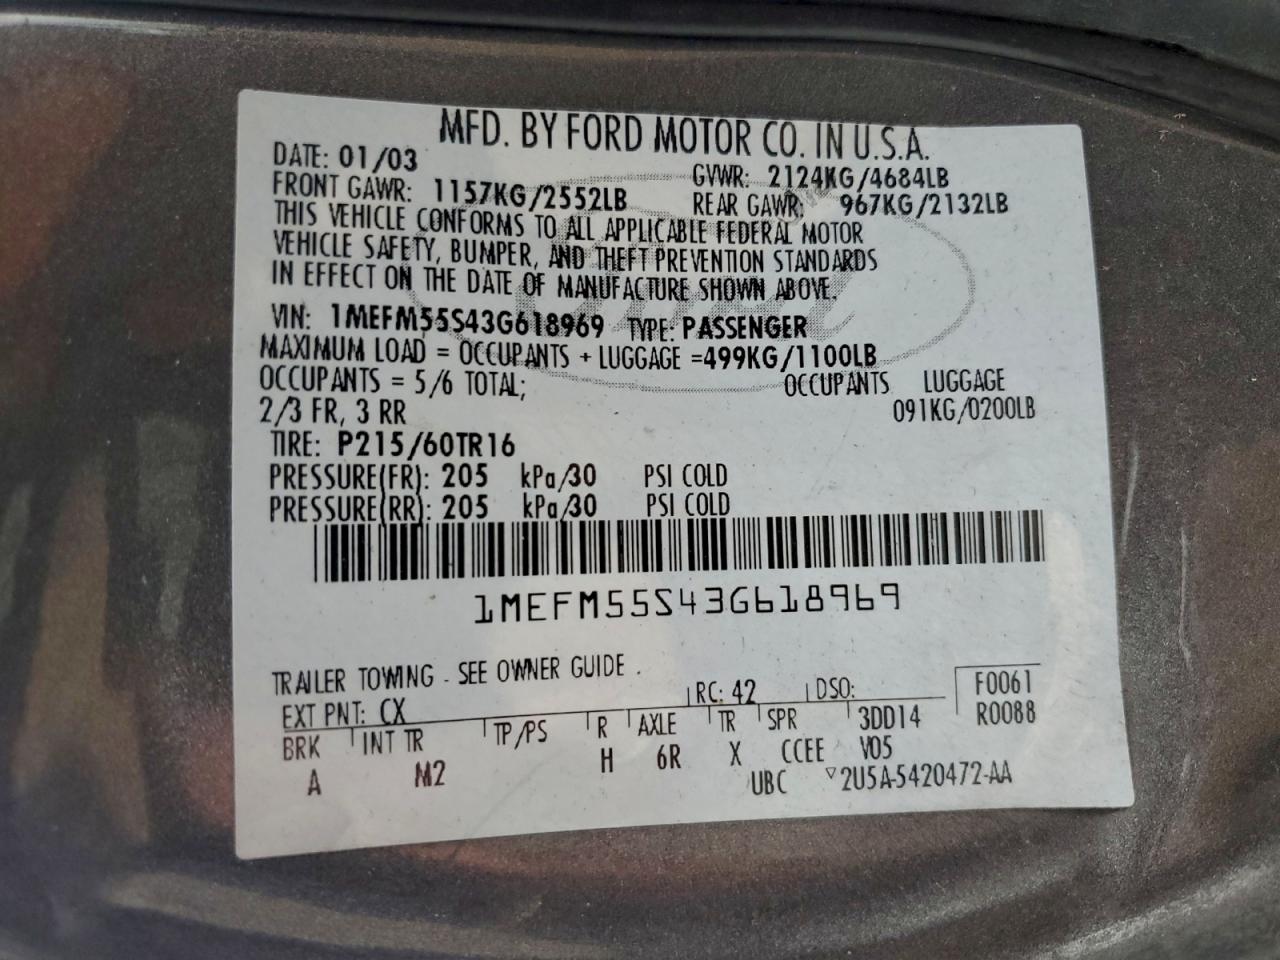 MFD. BY FORD MOTOR CO. IN U.S.A.
DATE: 01/03 GVWR: 2124KG/4684LB
FRONT GAWR: 1157KG/2552LB REAR GAWR: 967KG/2132LB
THIS VEHICLE CONFORMS TO ALL APPLICABLE FEDERAL MOTOR
VEHICLE SAFETY, BUMPER, AND THEFT PREVENTION STANDARDS
IN EFFECT ON THE DATE OF MANUFACTURE SHOWN ABOVE.
VIN: 1MEFM55S43G618969 TYPE: PASSENGER
MAXIMUM LOAD = OCCUPANTS + LUGGAGE =499KG/1100LB
OCCUPANTS = 5/6 TOTAL; OCCUPANTS LUGGAGE
2/3 FR, 3 RR 091KG/0200LB
TIRE: P215/60TR16
PRESSURE(FR): 205 kPa/30 PSI COLD
PRESSURE(RR): 205 kPa/30 PSI COLD
1MEFM55S43G618969
TRAILER TOWING - SEE OWNER GUIDE .
EXT PNT: CX RC: 42 DSO: F0061
BRK INT TR TP/PS R AXLE TR SPR 3DD14 R0088
A M2 H 6R X CCEE V05
UBC ▽2U5A-5420472-AA